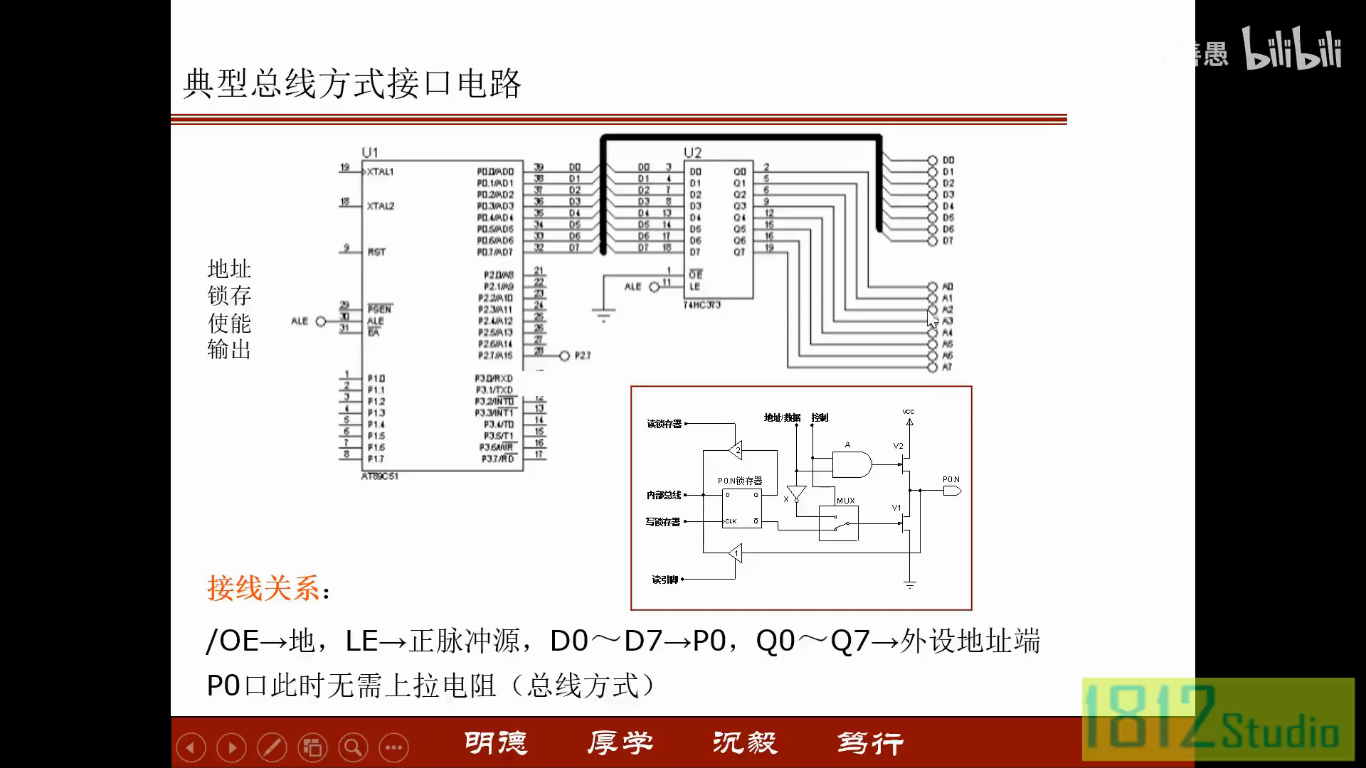 善愚 bilibili
典型总线方式接口电路
U1
19 XTAL1
18 XTAL2
9 RST
29 PSEN
ALE 30 ALE
31 EA
1 P1.0
2 P1.1
3 P1.2
4 P1.3
5 P1.4
6 P1.5
7 P1.6
8 P1.7
AT89C51
P0.0/AD0 39 D0
P0.1/AD1 38 D1
P0.2/AD2 37 D2
P0.3/AD3 36 D3
P0.4/AD4 35 D4
P0.5/AD5 34 D5
P0.6/AD6 33 D6
P0.7/AD7 32 D7
P2.0/A8 21
P2.1/A9 22
P2.2/A10 23
P2.3/A11 24
P2.4/A12 25
P2.5/A13 26
P2.6/A14 27
P2.7/A15 28 P2.7
P3.0/RXD
P3.1/TXD
P3.2/INT0 12
P3.3/INT1 13
P3.4/T0 14
P3.5/T1 15
P3.6/WR 16
P3.7/RD 17
U2
D0 3 D0 Q0 2
D1 4 D1 Q1 5
D2 7 D2 Q2 6
D3 8 D3 Q3 9
D4 13 D4 Q4 12
D5 14 D5 Q5 15
D6 17 D6 Q6 16
D7 18 D7 Q7 19
1 OE
ALE 11 LE
74HC373
D0
D1
D2
D3
D4
D5
D6
D7
A0
A1
A2
A3
A4
A5
A6
A7
地址
锁存
使能
输出
读锁存器
地址/数据 控制
VCC
2
A
V2
P0.N锁存器
内部总线
D Q
X
MUX
P0.N
写锁存器
CLK Q
V1
1
读引脚
接线关系：
/OE→地，LE→正脉冲源，D0～D7→P0，Q0～Q7→外设地址端
P0口此时无需上拉电阻（总线方式）
明德 厚学 沉毅 笃行
1812Studio